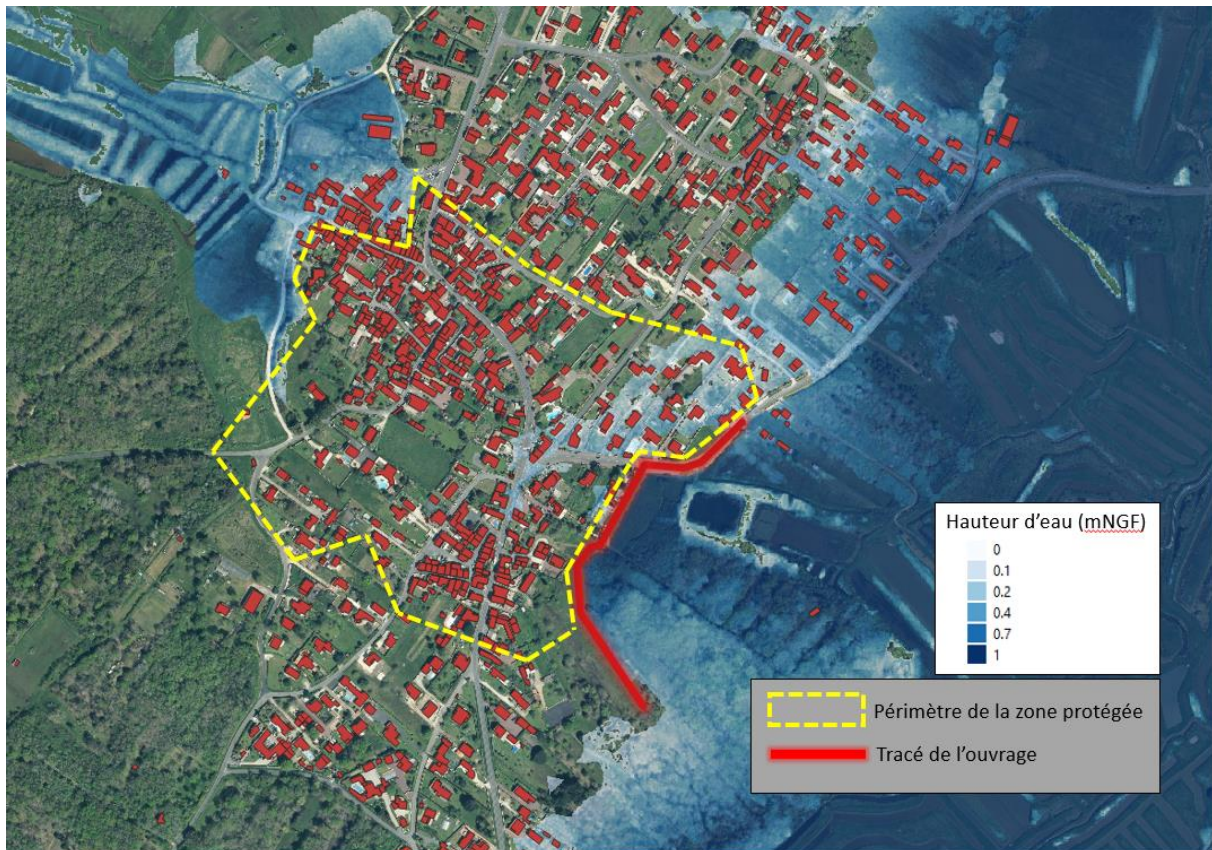 Hauteur d’eau (mNGF)
0
0.1
0.2
0.4
0.7
1
Périmètre de la zone protégée
Tracé de l’ouvrage